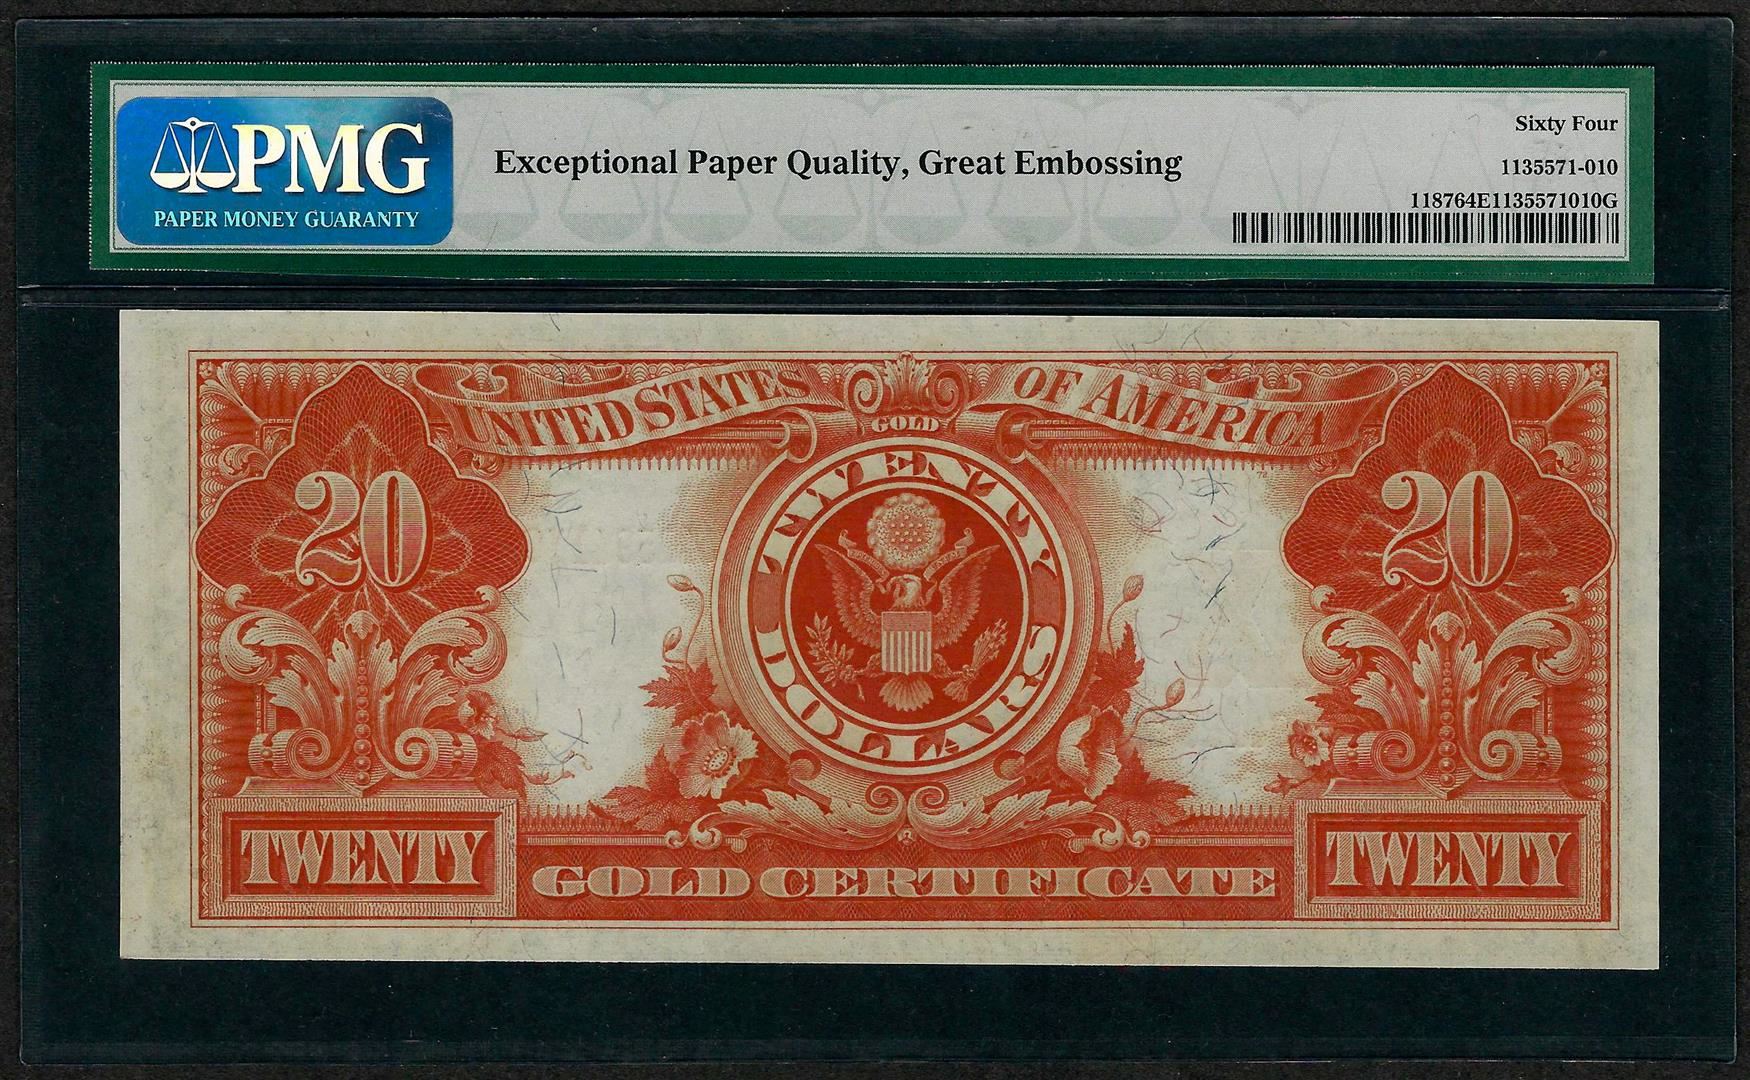 PMG
PAPER MONEY GUARANTY
Exceptional Paper Quality, Great Embossing
Sixty Four
1135571-010
118764E1135571010G
UNITED STATES OF AMERICA
GOLD
20
TWENTY
DOLLARS
20
TWENTY
GOLD CERTIFICATE
TWENTY